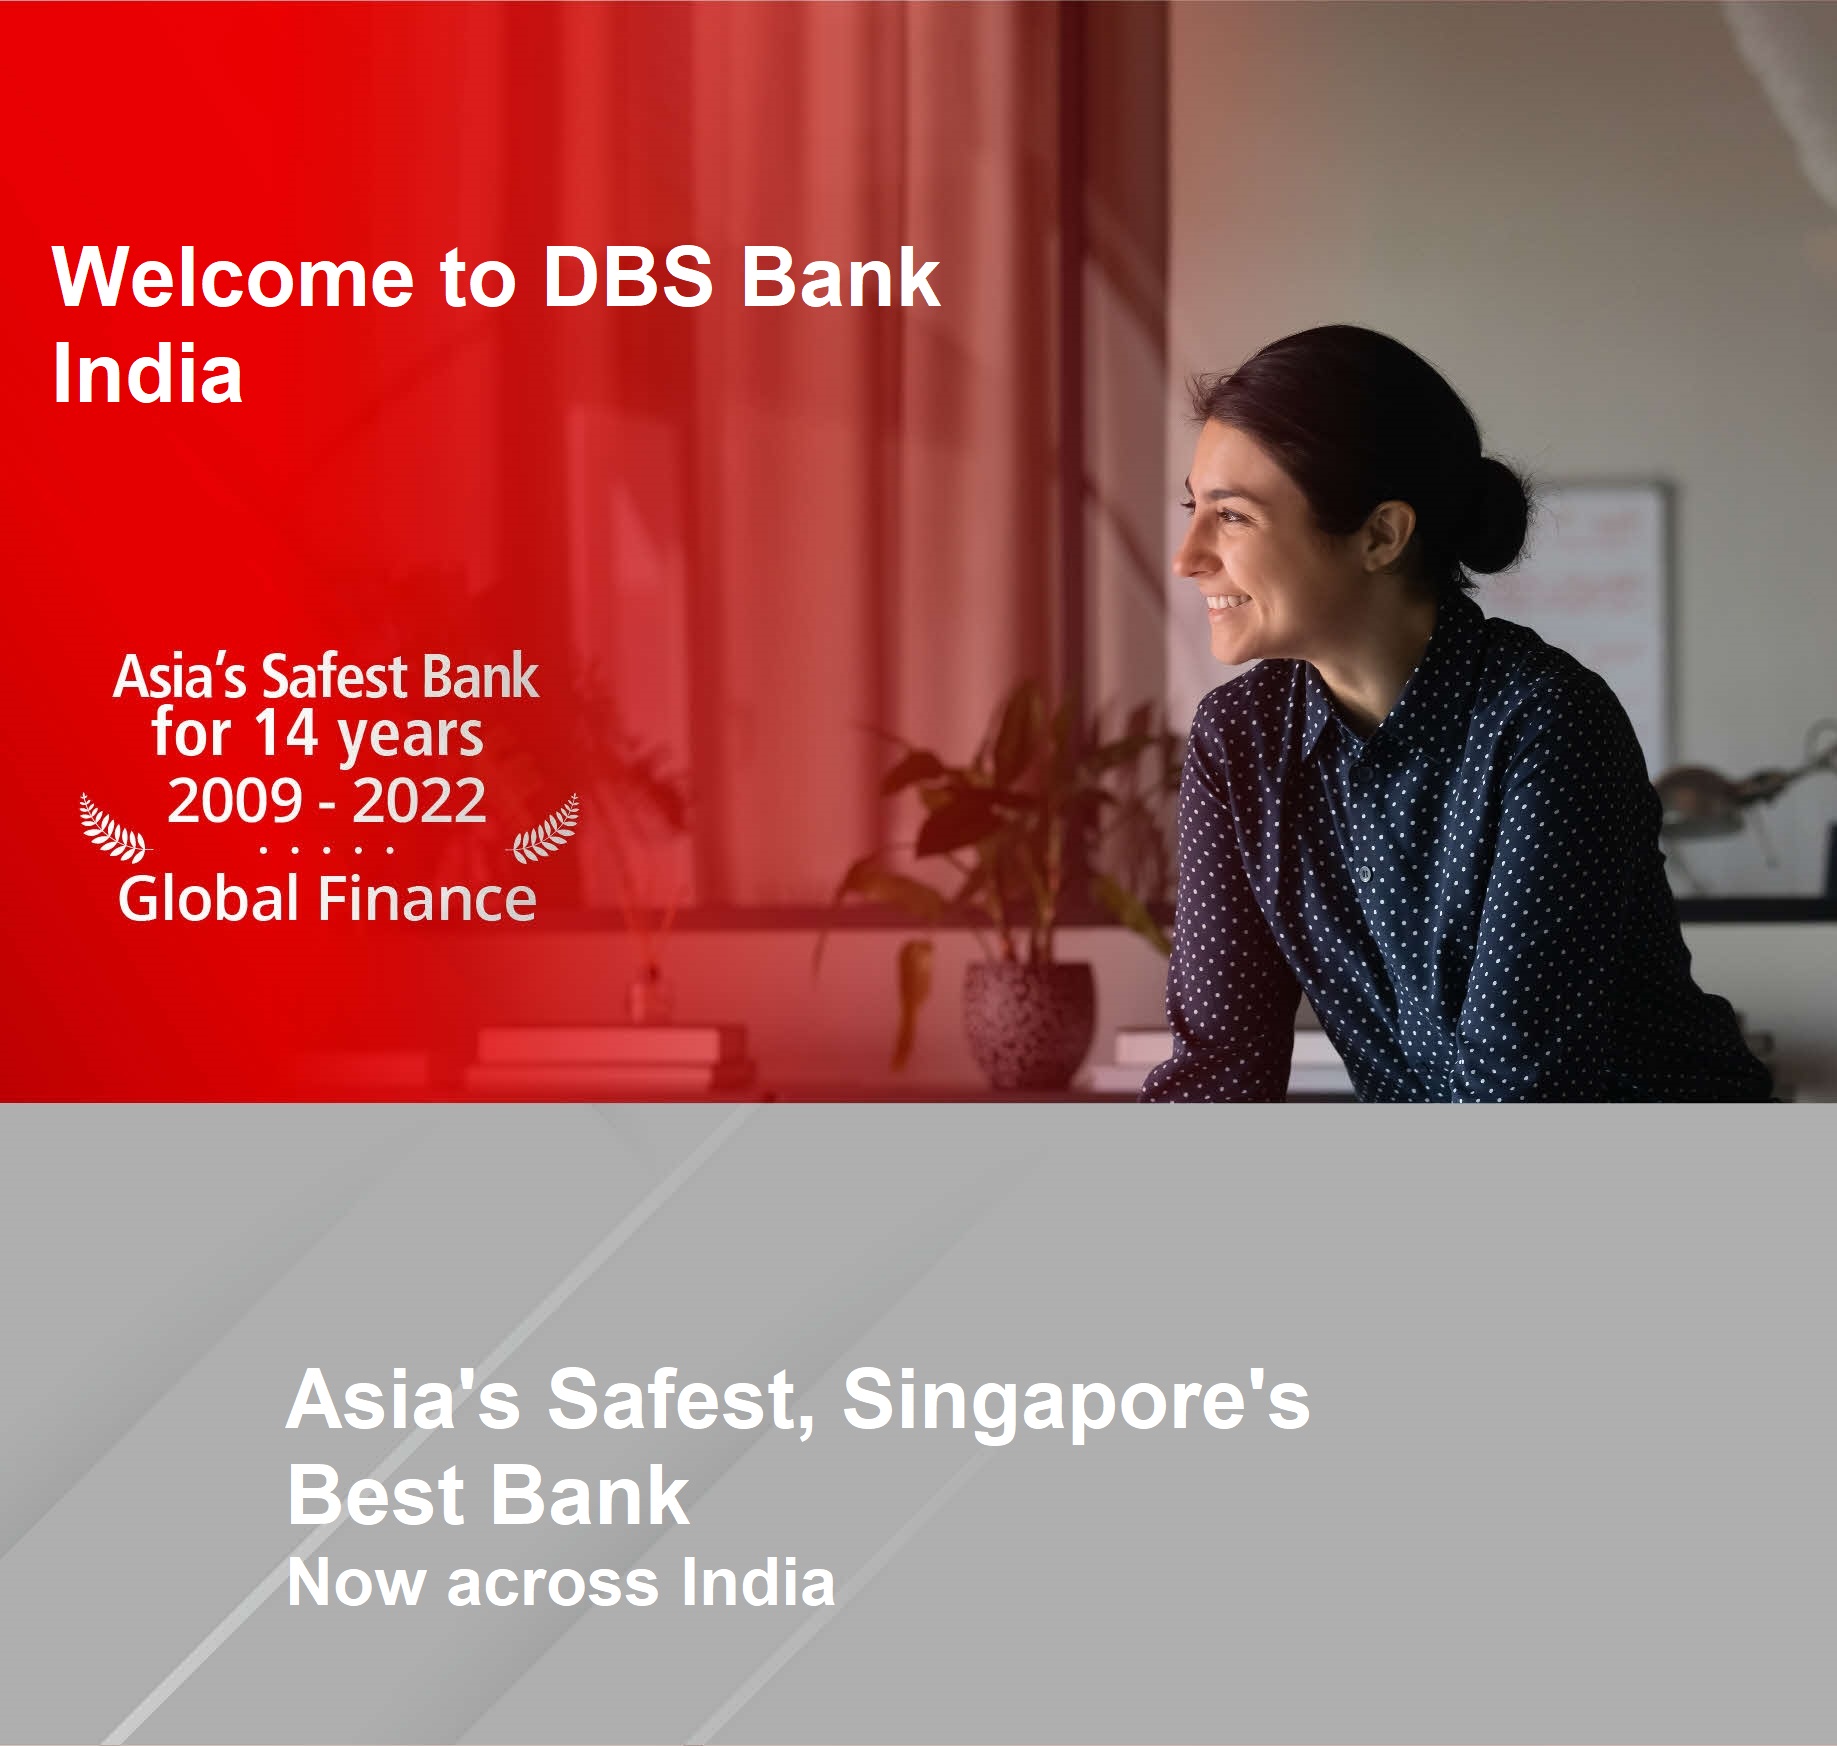 Welcome to DBS Bank
India
Asia’s Safest Bank
for 14 years
2009 - 2022
Global Finance
Asia's Safest, Singapore's
Best Bank
Now across India